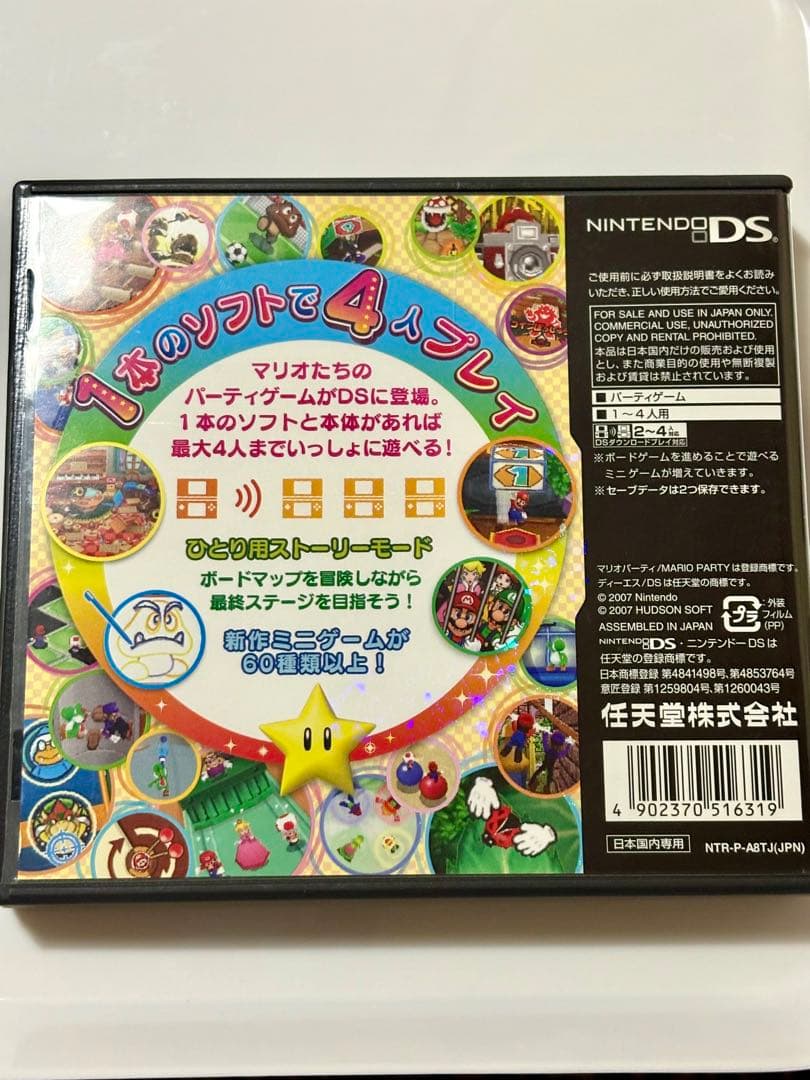 1本のソフトで4人プレイ
マリオたちの
パーティゲームがDSに登場。
1本のソフトと本体があれば
最大4人までいっしょに遊べる！
ひとり用ストーリーモード
ボードマップを冒険しながら
最終ステージを目指そう！
新作ミニゲームが
60種類以上！
NINTENDO DS®
ご使用前に必ず取扱説明書をよくお読み
いただき、正しい使用方法でご愛用ください。
FOR SALE AND USE IN JAPAN ONLY.
COMMERCIAL USE, UNAUTHORIZED
COPY AND RENTAL PROHIBITED.
本品は日本国内だけの販売および使用
とし、また商業目的の使用や無断複製
および賃貸は禁止されています。
パーティゲーム
1〜4人用
2〜4人対応
DSダウンロードプレイ対応
※ボードゲームを進めることで遊べる
ミニゲームが増えていきます。
※セーブデータは2つ保存できます。
マリオパーティ/MARIO PARTYは登録商標です。
ディーエス/DSは任天堂の商標です。
© 2007 Nintendo
© 2007 HUDSON SOFT
ASSEMBLED IN JAPAN
プラ
外装
フィルム
(PP)
NINTENDO DS・ニンテンドーDSは
任天堂の登録商標です。
日本商標登録 第4841498号、第4853764号
意匠登録 第1259804号、第1260043号
任天堂株式会社
4 902370 516319
日本国内専用
NTR-P-A8TJ(JPN)